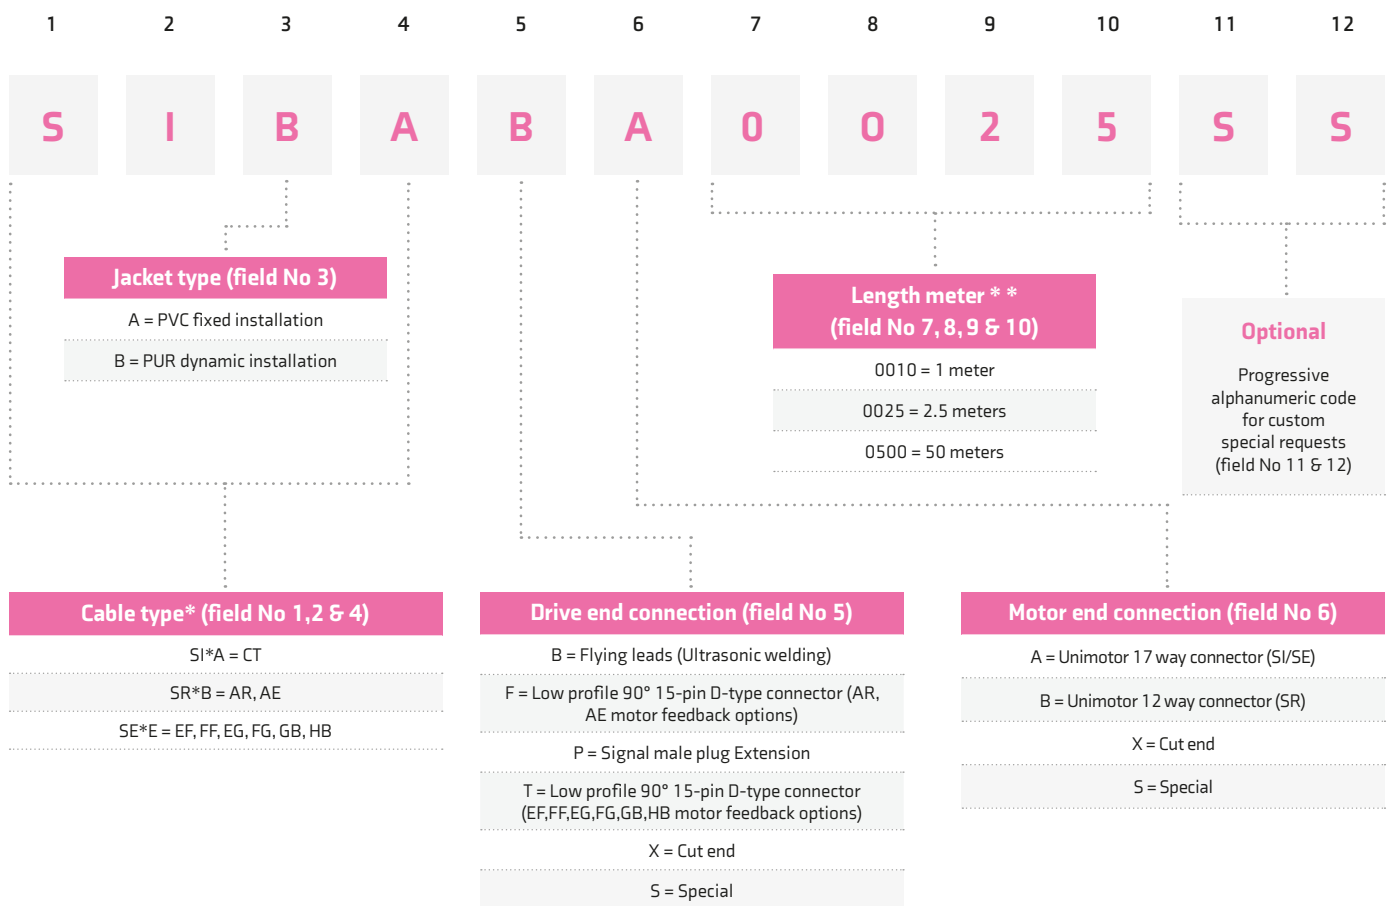 1 2 3 4 5 6 7 8 9 10 11 12
S I B A B A 0 0 2 5 S S
Jacket type (field No 3)
A = PVC fixed installation
B = PUR dynamic installation
Length meter * *
(field No 7, 8, 9 & 10)
0010 = 1 meter
0025 = 2.5 meters
0500 = 50 meters
Optional
Progressive
alphanumeric code
for custom
special requests
(field No 11 & 12)
Cable type* (field No 1,2 & 4)
SI*A = CT
SR*B = AR, AE
SE*E = EF, FF, EG, FG, GB, HB
Drive end connection (field No 5)
B = Flying leads (Ultrasonic welding)
F = Low profile 90° 15-pin D-type connector (AR,
AE motor feedback options)
P = Signal male plug Extension
T = Low profile 90° 15-pin D-type connector
(EF,FF,EG,FG,GB,HB motor feedback options)
X = Cut end
S = Special
Motor end connection (field No 6)
A = Unimotor 17 way connector (SI/SE)
B = Unimotor 12 way connector (SR)
X = Cut end
S = Special